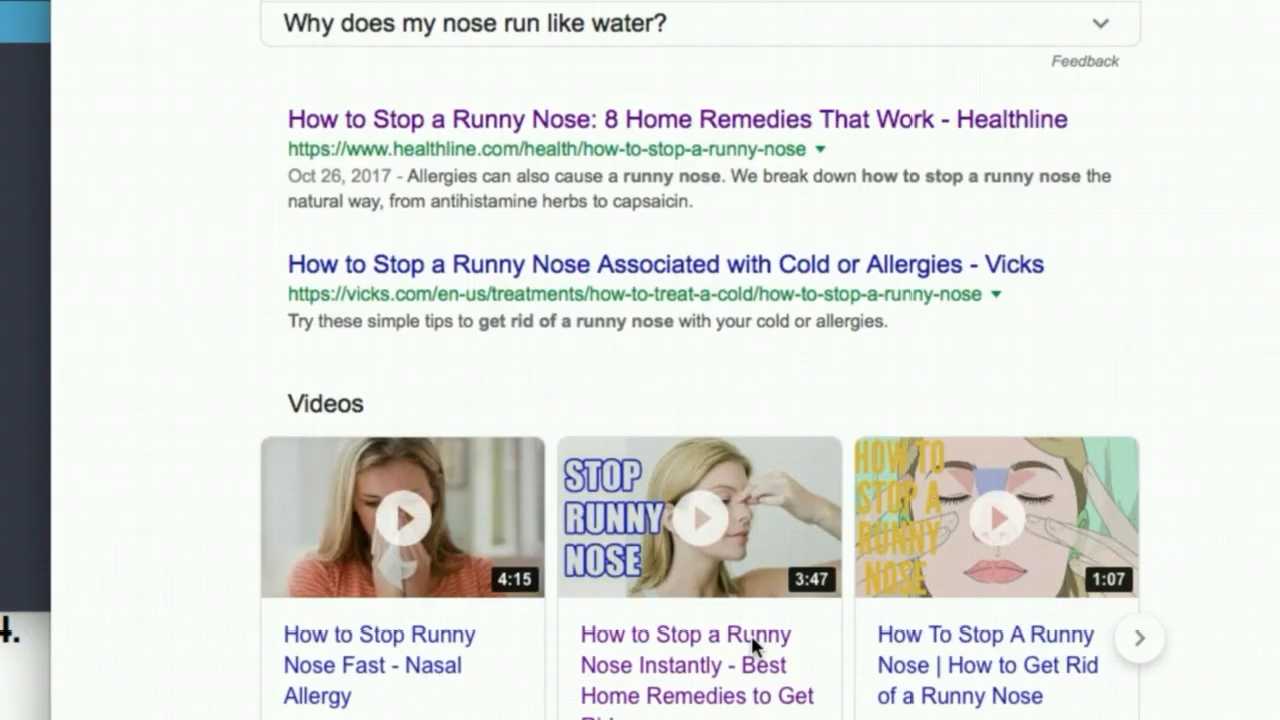 Why does my nose run like water?
Feedback
How to Stop a Runny Nose: 8 Home Remedies That Work - Healthline
https://www.healthline.com/health/how-to-stop-a-runny-nose
Oct 26, 2017 - Allergies can also cause a runny nose. We break down how to stop a runny nose the
natural way, from antihistamine herbs to capsaicin.
How to Stop a Runny Nose Associated with Cold or Allergies - Vicks
https://vicks.com/en-us/treatments/how-to-treat-a-cold/how-to-stop-a-runny-nose
Try these simple tips to get rid of a runny nose with your cold or allergies.
Videos
4:15
STOP
RUNNY
NOSE
3:47
HOW TO
STOP A
RUNNY
NOSE
1:07
How to Stop Runny
Nose Fast - Nasal
Allergy
How to Stop a Runny
Nose Instantly - Best
Home Remedies to Get
How To Stop A Runny
Nose | How to Get Rid
of a Runny Nose